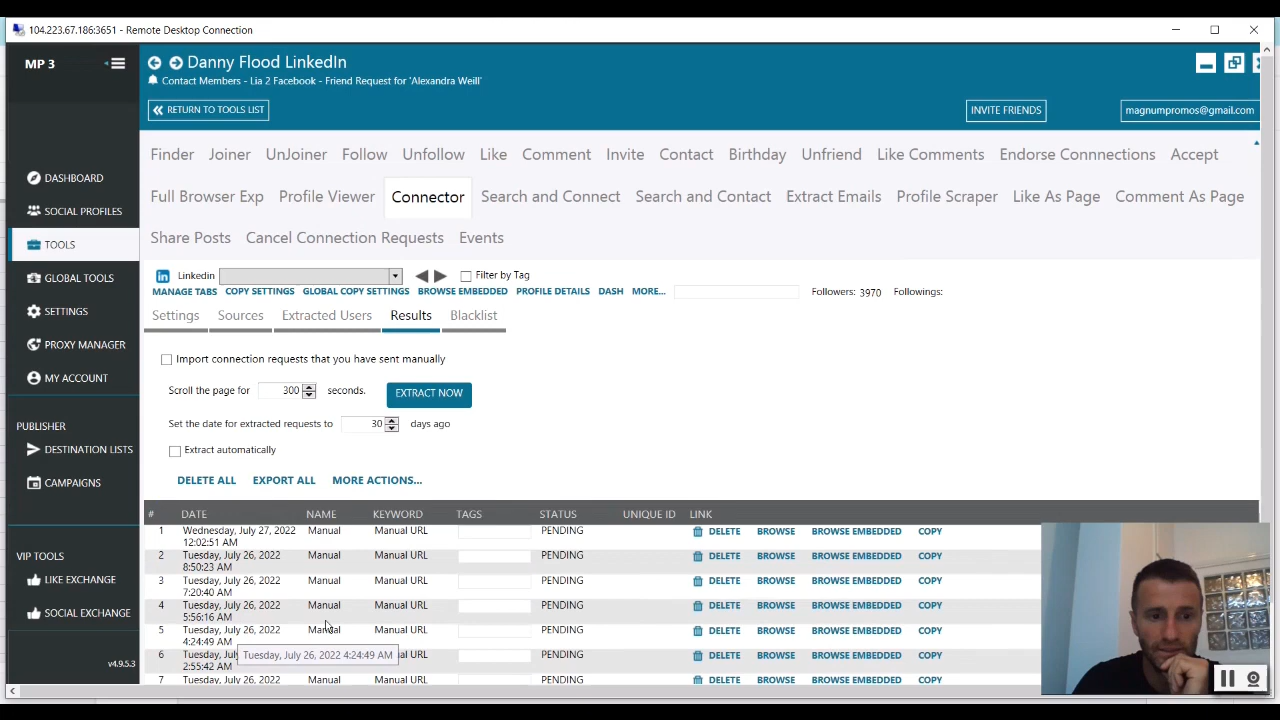 104.223.67.186:3651 - Remote Desktop Connection
MP 3
Danny Flood LinkedIn
Contact Members - Lia 2 Facebook - Friend Request for 'Alexandra Weill'
RETURN TO TOOLS LIST
INVITE FRIENDS
magnumpromos@gmail.com
Finder Joiner UnJoiner Follow Unfollow Like Comment Invite Contact Birthday Unfriend Like Comments Endorse Connnections Accept
Full Browser Exp Profile Viewer Connector Search and Connect Search and Contact Extract Emails Profile Scraper Like As Page Comment As Page
Share Posts Cancel Connection Requests Events
DASHBOARD
SOCIAL PROFILES
TOOLS
GLOBAL TOOLS
SETTINGS
PROXY MANAGER
MY ACCOUNT
PUBLISHER
DESTINATION LISTS
CAMPAIGNS
VIP TOOLS
LIKE EXCHANGE
SOCIAL EXCHANGE
v4.9.5.3
in Linkedin Filter by Tag
MANAGE TABS COPY SETTINGS GLOBAL COPY SETTINGS BROWSE EMBEDDED PROFILE DETAILS DASH MORE... Followers: 3970 Followings:
Settings Sources Extracted Users Results Blacklist
Import connection requests that you have sent manually
Scroll the page for 300 seconds. EXTRACT NOW
Set the date for extracted requests to 30 days ago
Extract automatically
DELETE ALL EXPORT ALL MORE ACTIONS...
# DATE NAME KEYWORD TAGS STATUS UNIQUE ID LINK
1 Wednesday, July 27, 2022 Manual Manual URL PENDING DELETE BROWSE BROWSE EMBEDDED COPY
12:02:51 AM
2 Tuesday, July 26, 2022 Manual Manual URL PENDING DELETE BROWSE BROWSE EMBEDDED COPY
8:50:23 AM
3 Tuesday, July 26, 2022 Manual Manual URL PENDING DELETE BROWSE BROWSE EMBEDDED COPY
7:20:40 AM
4 Tuesday, July 26, 2022 Manual Manual URL PENDING DELETE BROWSE BROWSE EMBEDDED COPY
5:56:16 AM
5 Tuesday, July 26, 2022 Manual Manual URL PENDING DELETE BROWSE BROWSE EMBEDDED COPY
4:24:49 AM
Tuesday, July 26, 2022 4:24:49 AM
6 Tuesday, July 26, 2022 URL PENDING DELETE BROWSE BROWSE EMBEDDED COPY
2:55:42 AM
7 Tuesday, July 26, 2022 Manual Manual URL PENDING DELETE BROWSE BROWSE EMBEDDED COPY